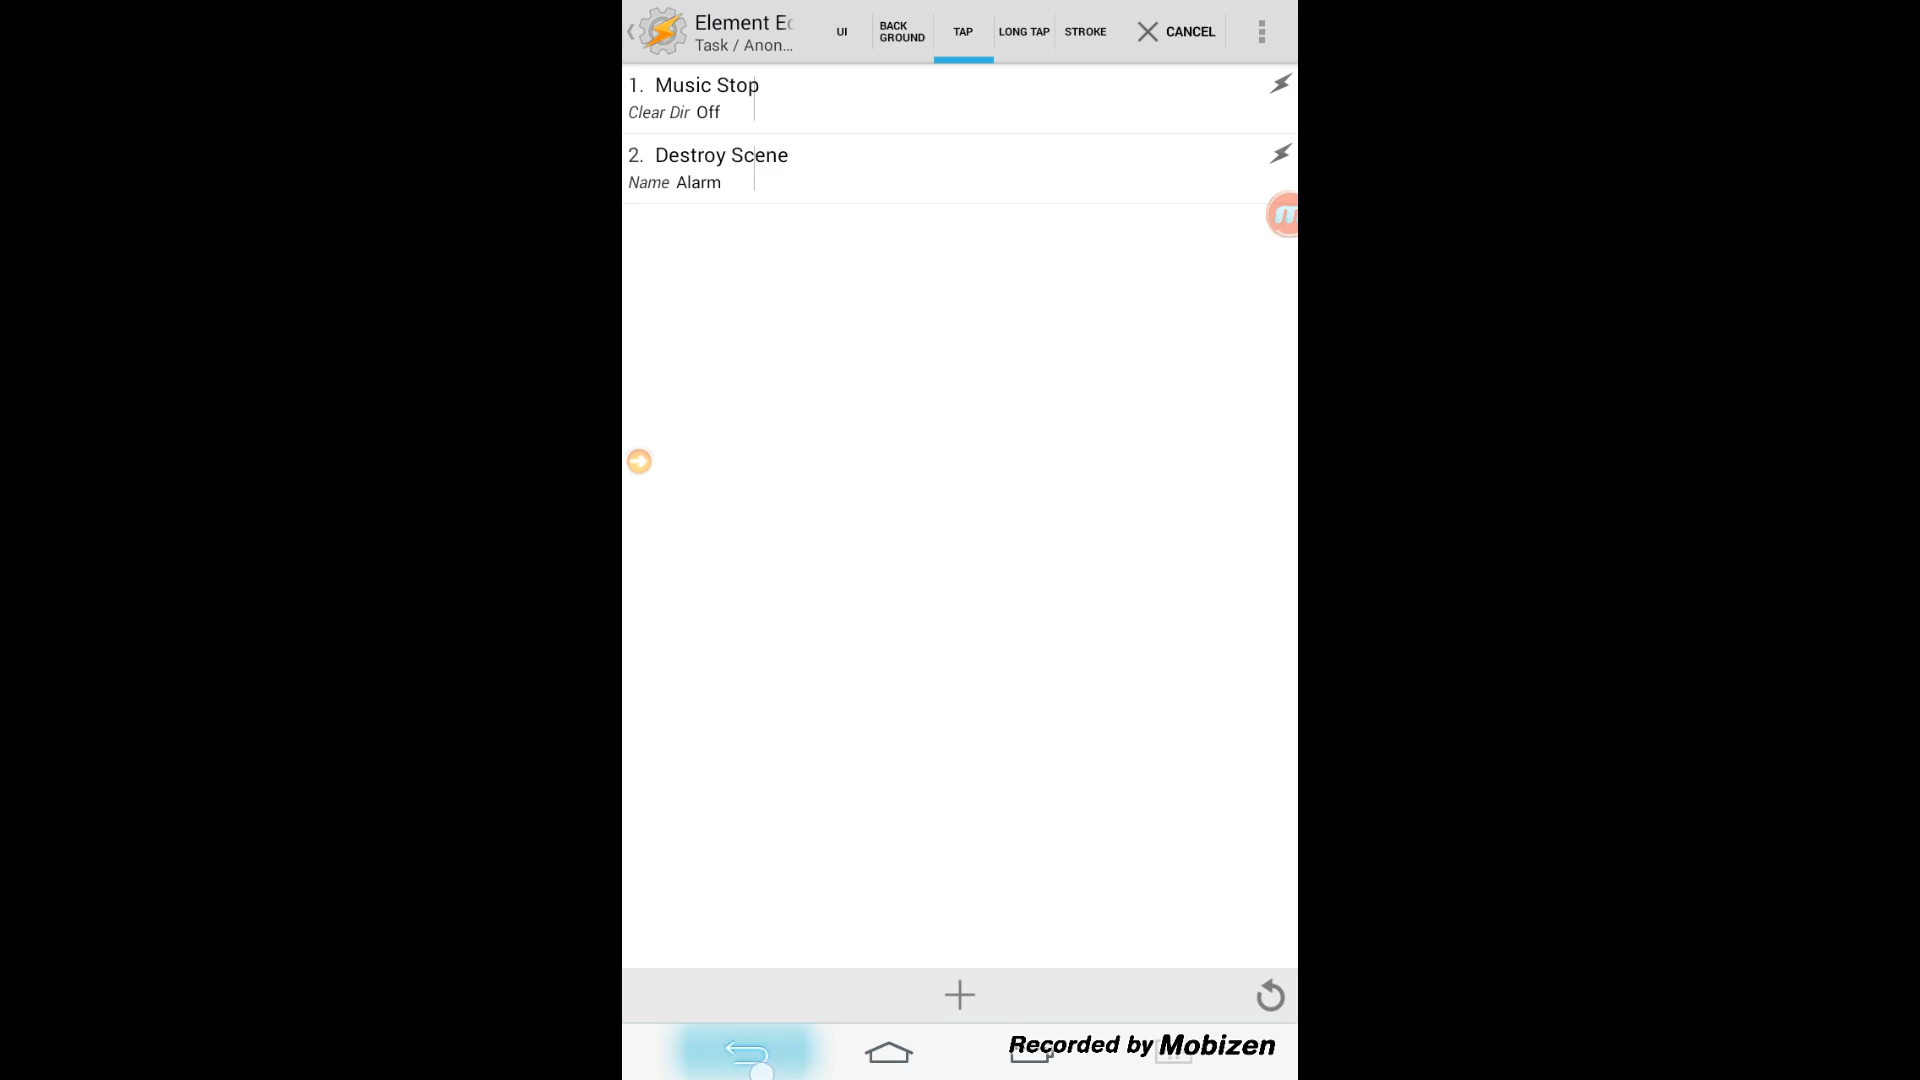 Element Ec
Task / Anon...
UI
BACK
GROUND
TAP
LONG TAP
STROKE
CANCEL
1. Music Stop
Clear Dir Off
2. Destroy Scene
Name Alarm
m
Recorded by Mobizen